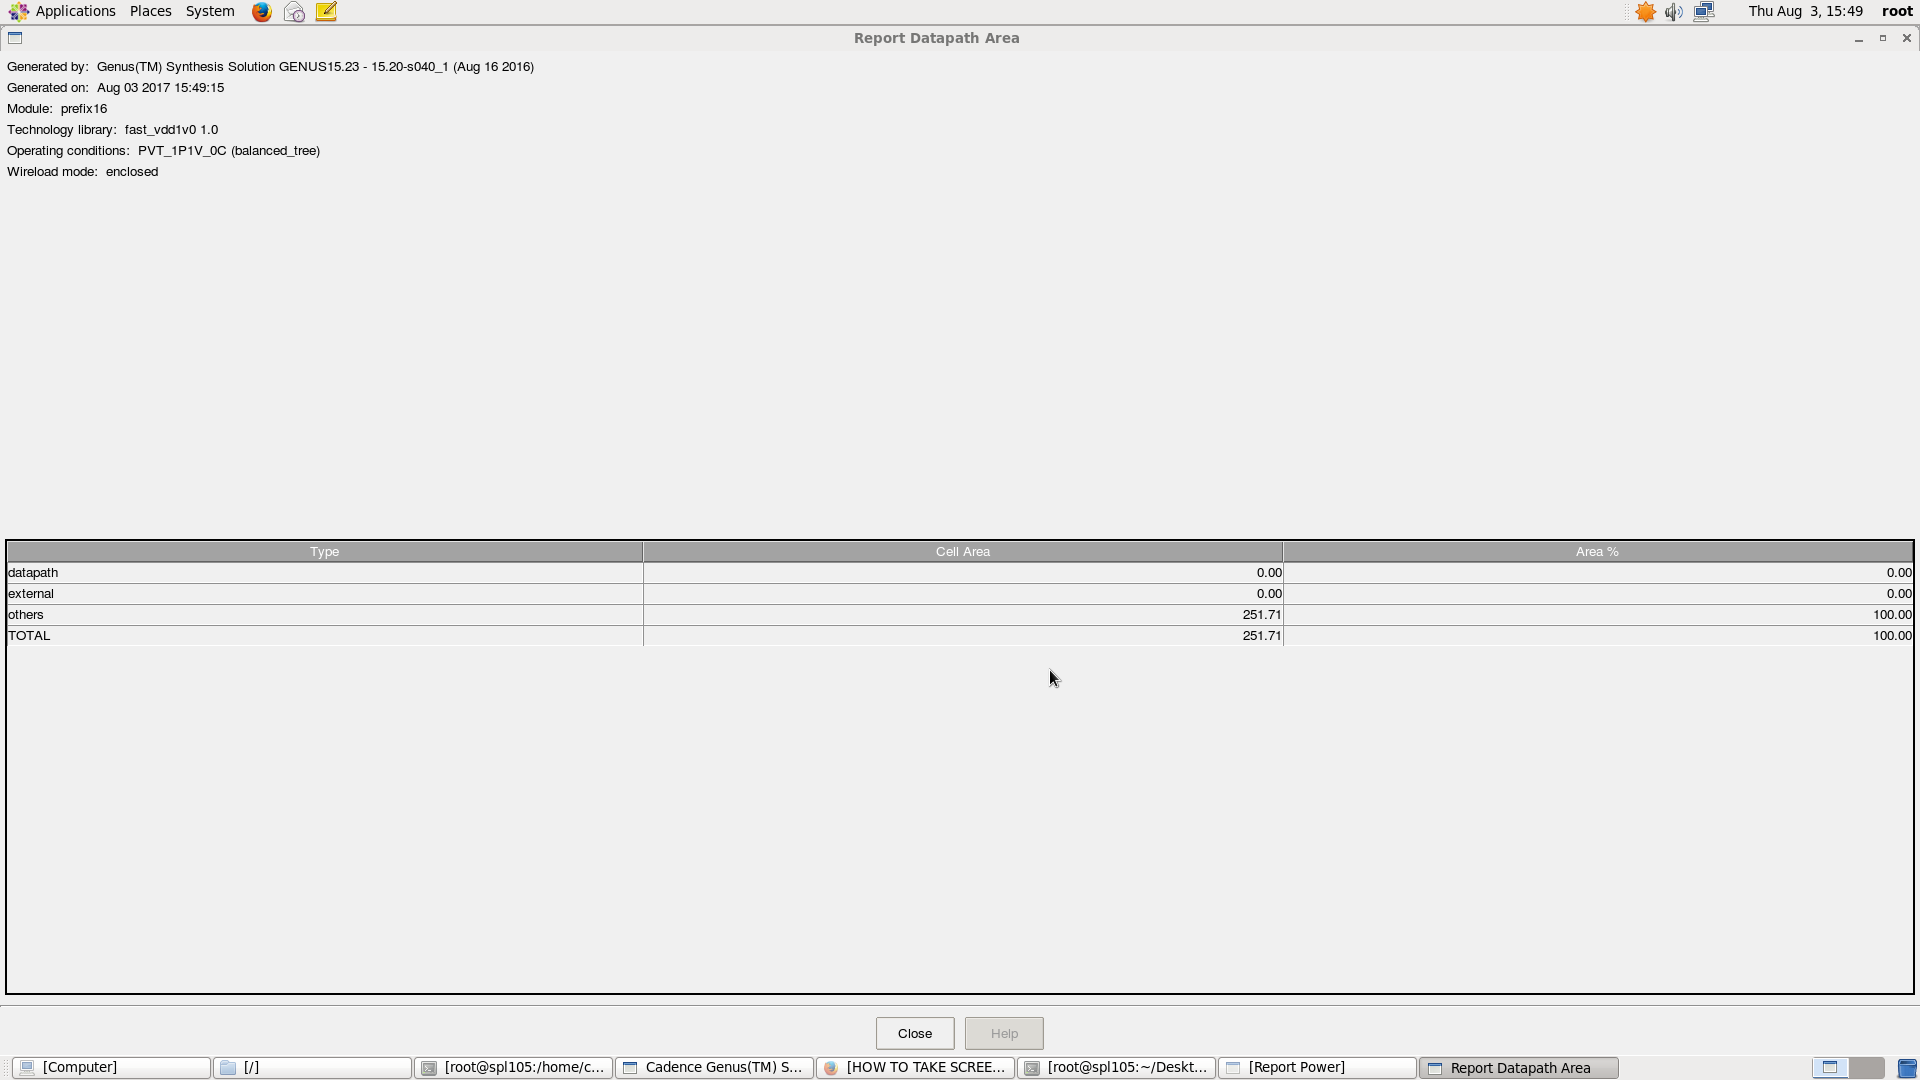 Applications Places System Thu Aug 3, 15:49 root
Report Datapath Area
Generated by: Genus(TM) Synthesis Solution GENUS15.23 - 15.20-s040_1 (Aug 16 2016)
Generated on: Aug 03 2017 15:49:15
Module: prefix16
Technology library: fast_vdd1v0 1.0
Operating conditions: PVT_1P1V_0C (balanced_tree)
Wireload mode: enclosed
Type Cell Area Area %
datapath 0.00 0.00
external 0.00 0.00
others 251.71 100.00
TOTAL 251.71 100.00
Close Help
[Computer] [/] [root@spl105:/home/c... Cadence Genus(TM) S... [HOW TO TAKE SCREE... [root@spl105:~/Deskt... [Report Power] Report Datapath Area